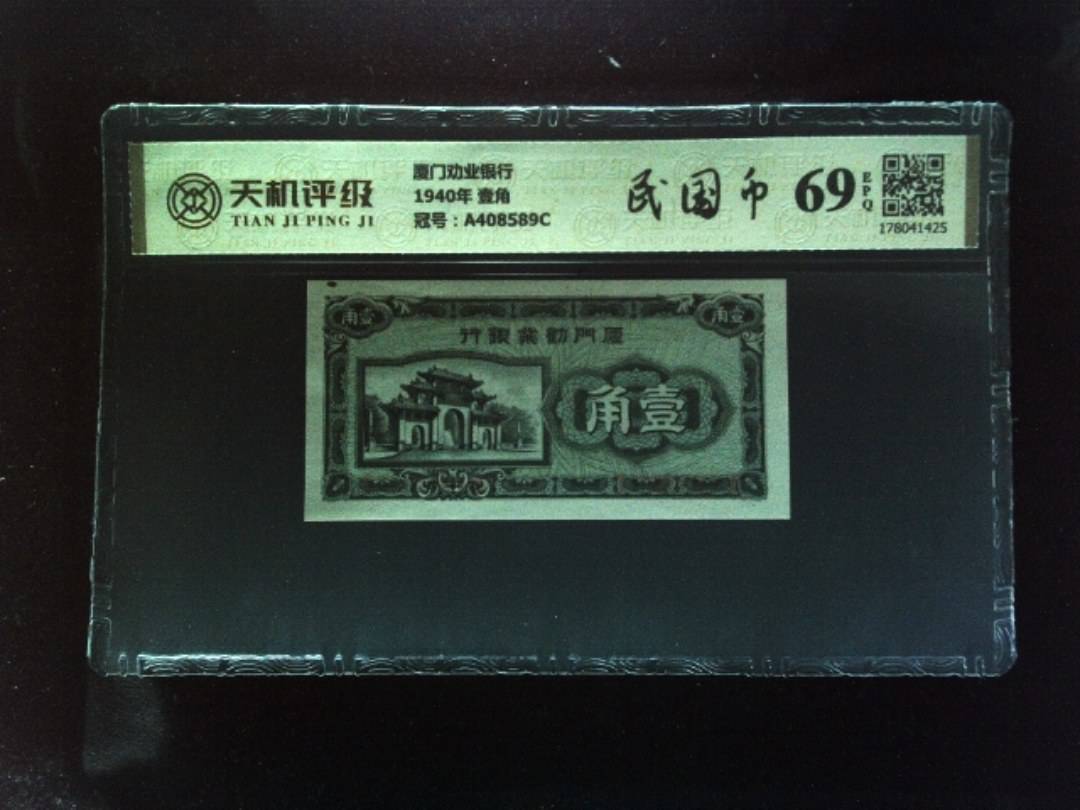 天机评级
TIAN JI PING JI
厦门劝业银行
1940年 壹角
冠号：A408589C
民国币
69
EPQ
178041425
角壹
角壹
行銀業勸門厦
角壹